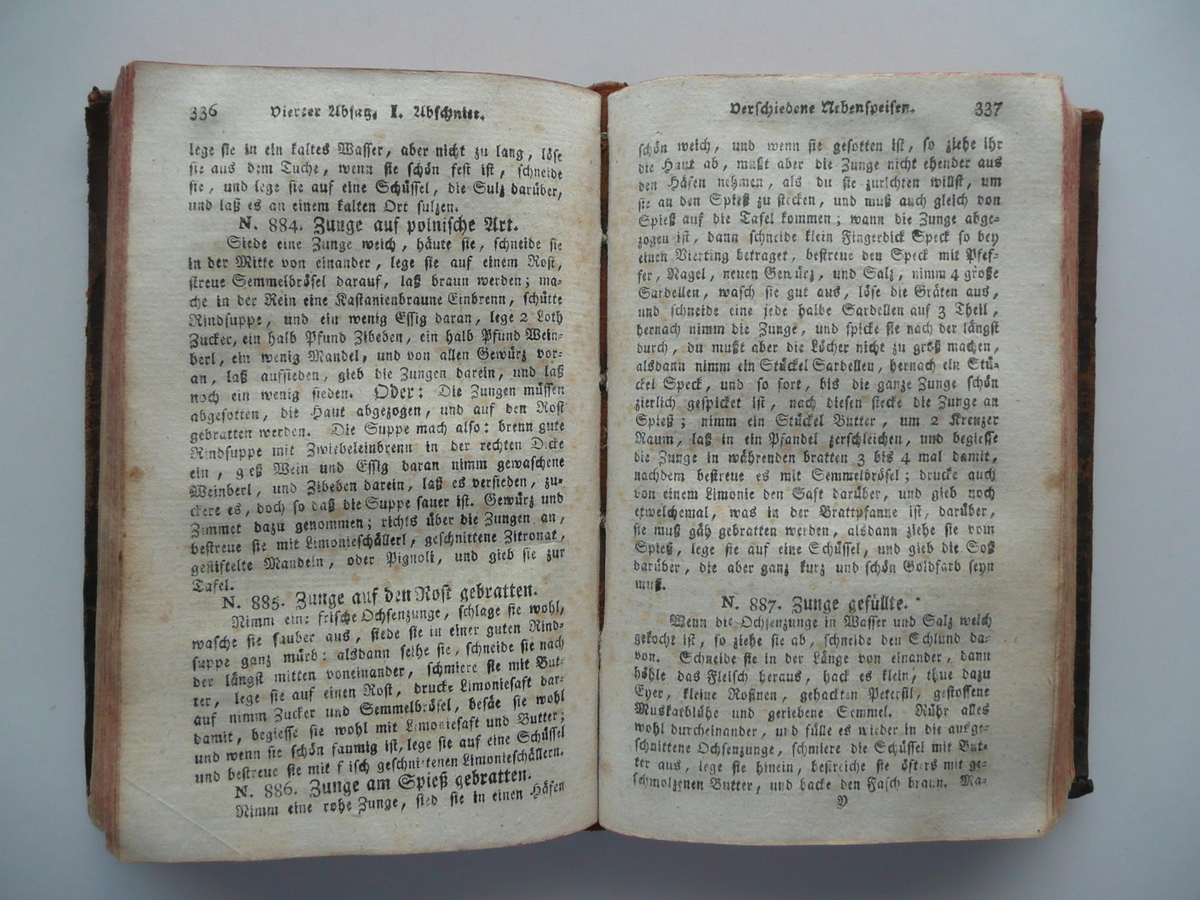 336 Vierter Absatz, I. Abschnitt.
lege sie in ein kaltes Wasser, aber nicht zu lang, löse
sie aus dem Tuche, wenn sie schön fest ist, schneide
sie, und lege sie auf eine Schüssel, die Sulz darüber,
und laß es an einem kalten Ort sulzen.
N. 884. Zunge auf polnische Art.
Siede eine Zunge weich, häute sie, schneide sie
in der Mitte von einander, lege sie auf einem Rost,
streue Semmelbrösel darauf, laß braun werden; ma-
che in der Rein eine Kastanienbraune Einbrenn, schütte
Rindsuppe, und ein wenig Essig daran, lege 2 Loth
Zucker, ein halb Pfund Zibeben, ein halb Pfund Wein-
berl, ein wenig Mandel, und von allen Gewürz vor-
an, laß aufsieden, gieb die Zungen darein, und laß
noch ein wenig sieden. Oder: Die Zungen müssen
abgesotten, die Haut abgezogen, und auf den Rost
gebratten werden. Die Suppe mach also: brenn gute
Rindsuppe mit Zwiebeleinbrenn in der rechten Dicke
ein, gieß Wein und Essig daran nimm gewaschene
Weinberl, und Zibeben darein, laß es versieden, zu-
ckere es, doch so daß die Suppe sauer ist. Gewürz und
Zimmet dazu genommen; richts über die Zungen an,
bestreue sie mit Limonieschällerl, geschnittene Zitronat,
gestiftelte Mandeln, oder Pignoli, und gieb sie zur
Tafel.
N. 885. Zunge auf den Rost gebratten.
Nimm eine frische Ochsenzunge, schlage sie wohl,
wasche sie sauber aus, siede sie in einer guten Rind-
suppe ganz mürb: alsdann seihe sie, schneide sie nach
der längst mitten voneinander, schmiere sie mit But-
ter, lege sie auf einen Rost, drucke Limoniesaft dar-
auf nimm Zucker und Semmelbrösel, besäe sie wohl
damit, begiesse sie wohl mit Limoniesaft und Butter;
und wenn sie schön faumig ist, lege sie auf eine Schüssel
und bestreue sie mit frisch geschnittenen Limonieschällern.
N. 886. Zunge am Spieß gebratten.
Nimm eine rohe Zunge, sied sie in einen Häfen
Verschiedene Nebenspeisen. 337
schön weich, und wenn sie gesotten ist, so ziehe ihr
die Haut ab, mußt aber die Zunge nicht ehender aus
den Häfen nehmen, als du sie zurichten willst, um
sie an den Spieß zu stecken, und muß auch gleich von
Spieß auf die Tafel kommen; wann die Zunge abge-
zogen ist, dann schneide klein Fingerdick Speck so bey
einen Vierting betraget, bestreue den Speck mit Pfef-
fer, Nagel, neuen Gewürz, und Salz, nimm 4 große
Sardellen, wasch sie gut aus, löse die Gräten aus,
und schneide eine jede halbe Sardellen auf 3 Theil,
hernach nimm die Zunge, und spicke sie nach der längst
durch, du mußt aber die Löcher nicht zu groß machen,
alsdann nimm ein Stückel Sardellen, hernach ein Stü-
ckel Speck, und so fort, bis die ganze Zunge schön
zierlich gespicket ist, nach diesen stecke die Zunge an
Spieß; nimm ein Stückel Butter, um 2 Kreuzer
Raum, laß in ein Pfandel zerschleichen, und begiesse
die Zunge in währenden bratten 3 bis 4 mal damit,
nachdem bestreue es mit Semmelbrösel; drucke auch
von einem Limonie den Saft darüber, und gieb noch
etwelchemal, was in der Brattpfanne ist, darüber,
sie muß gäh gebratten werden, alsdann ziehe sie vom
Spieß, lege sie auf eine Schüssel, und gieb die Soß
darüber, die aber ganz kurz und schön Goldfarb seyn
muß.
N. 887. Zunge gefüllte.
Wenn die Ochsenzunge in Wasser und Salz weich
gekocht ist, so ziehe sie ab, schneide den Schlund da-
von. Schneide sie in der Länge von einander, dann
höhle das Fleisch heraus, hack es klein, thue dazu
Eyer, kleine Rosinen, gehackten Petersil, gestossene
Muskatblühe und geriebene Semmel. Rühr alles
wohl durcheinander, und fülle es wieder in die ausge-
schnittene Ochsenzunge, schmiere die Schüssel mit But-
ter aus, lege sie hinein, bestreiche sie öfters mit ge-
schmolzenen Butter, und backe den Fasch braun. Ma-
Y